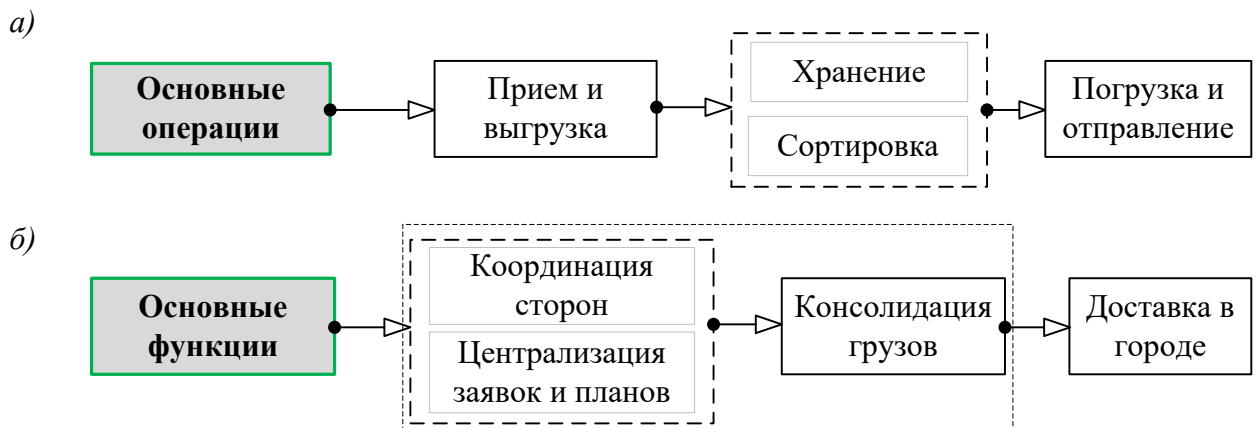 а)
Основные
операции
Прием и
выгрузка
Хранение
Сортировка
Погрузка и
отправление
б)
Основные
функции
Координация
сторон
Централизация
заявок и планов
Консолидация
грузов
Доставка в
городе